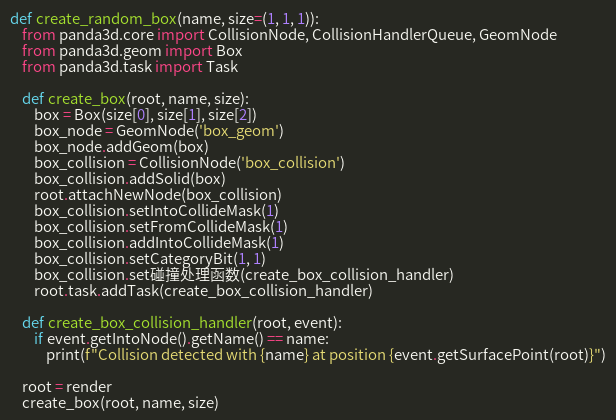 def create_random_box(name, size=(1, 1, 1)):
    from panda3d.core import CollisionNode, CollisionHandlerQueue, GeomNode
    from panda3d.geom import Box
    from panda3d.task import Task

    def create_box(root, name, size):
        box = Box(size[0], size[1], size[2])
        box_node = GeomNode('box_geom')
        box_node.addGeom(box)
        box_collision = CollisionNode('box_collision')
        box_collision.addSolid(box)
        root.attachNewNode(box_collision)
        box_collision.setIntoCollideMask(1)
        box_collision.setFromCollideMask(1)
        box_collision.addIntoCollideMask(1)
        box_collision.setCategoryBit(1, 1)
        box_collision.set碰撞处理函数(create_box_collision_handler)
        root.task.addTask(create_box_collision_handler)

    def create_box_collision_handler(root, event):
        if event.getIntoNode().getName() == name:
            print(f"Collision detected with {name} at position {event.getSurfacePoint(root)}")

    root = render
    create_box(root, name, size)